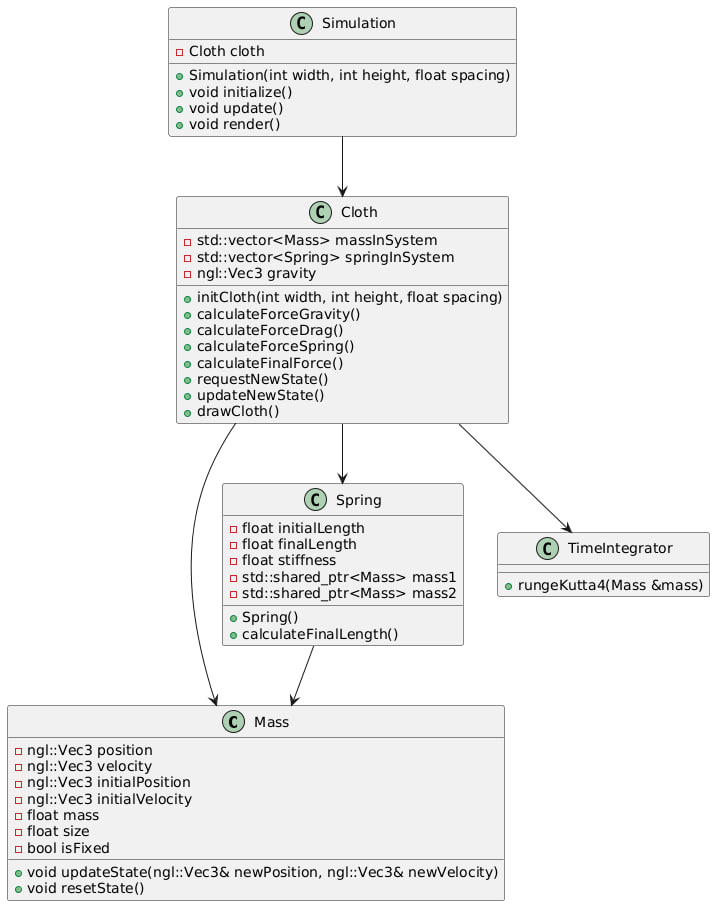 C Simulation
Cloth cloth
Simulation(int width, int height, float spacing)
void initialize()
void update()
void render()
C Cloth
std::vector<Mass> massInSystem
std::vector<Spring> springInSystem
ngl::Vec3 gravity
initCloth(int width, int height, float spacing)
calculateForceGravity()
calculateForceDrag()
calculateForceSpring()
calculateFinalForce()
requestNewState()
updateNewState()
drawCloth()
C Spring
float initialLength
float finalLength
float stiffness
std::shared_ptr<Mass> mass1
std::shared_ptr<Mass> mass2
Spring()
calculateFinalLength()
C TimeIntegrator
rungeKutta4(Mass &mass)
C Mass
ngl::Vec3 position
ngl::Vec3 velocity
ngl::Vec3 initialPosition
ngl::Vec3 initialVelocity
float mass
float size
bool isFixed
void updateState(ngl::Vec3& newPosition, ngl::Vec3& newVelocity)
void resetState()